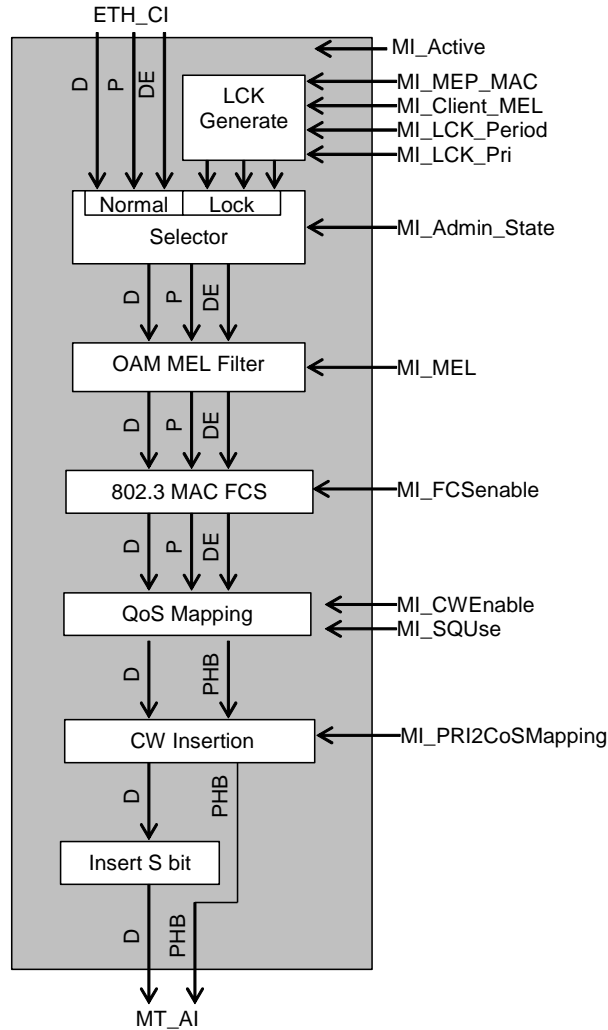 ETH_CI
MI_Active
D
P
DE
LCK
Generate
MI_MEP_MAC
MI_Client_MEL
MI_LCK_Period
MI_LCK_Pri
Normal
Lock
Selector
MI_Admin_State
D
P
DE
OAM MEL Filter
MI_MEL
D
P
DE
802.3 MAC FCS
MI_FCSenable
D
P
DE
QoS Mapping
MI_CWEnable
MI_SQUse
D
PHB
CW Insertion
MI_PRI2CoSMapping
D
PHB
Insert S bit
D
PHB
MT_AI